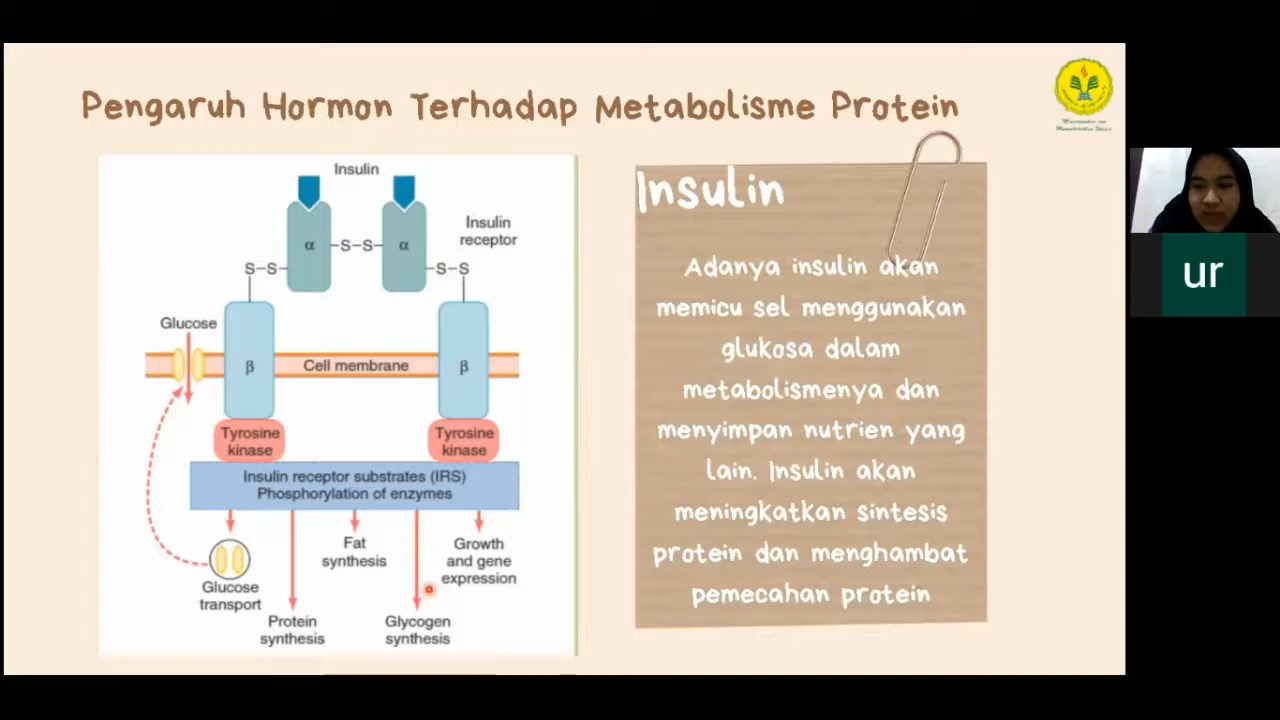 Pengaruh Hormon Terhadap Metabolisme Protein
Insulin
Insulin
receptor
α
S-S
α
S-S
S-S
Glucose
β
Cell membrane
β
Tyrosine
kinase
Tyrosine
kinase
Insulin receptor substrates (IRS)
Phosphorylation of enzymes
Glucose
transport
Protein
synthesis
Fat
synthesis
Glycogen
synthesis
Growth
and gene
expression
Insulin
Adanya insulin akan
memicu sel menggunakan
glukosa dalam
metabolismenya dan
menyimpan nutrien yang
lain. Insulin akan
meningkatkan sintesis
protein dan menghambat
pemecahan protein
ur